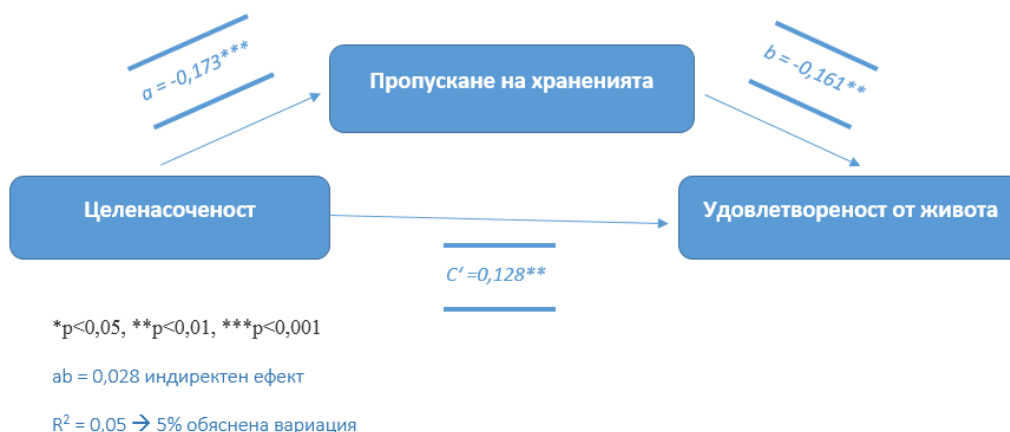 a = -0,173***
Пропускане на храненията
b = -0,161**
Целенасоченост
Удовлетвореност от живота
C' =0,128**
*p<0,05, **p<0,01, ***p<0,001
ab = 0,028 индиректен ефект
R² = 0,05 → 5% обяснена вариация